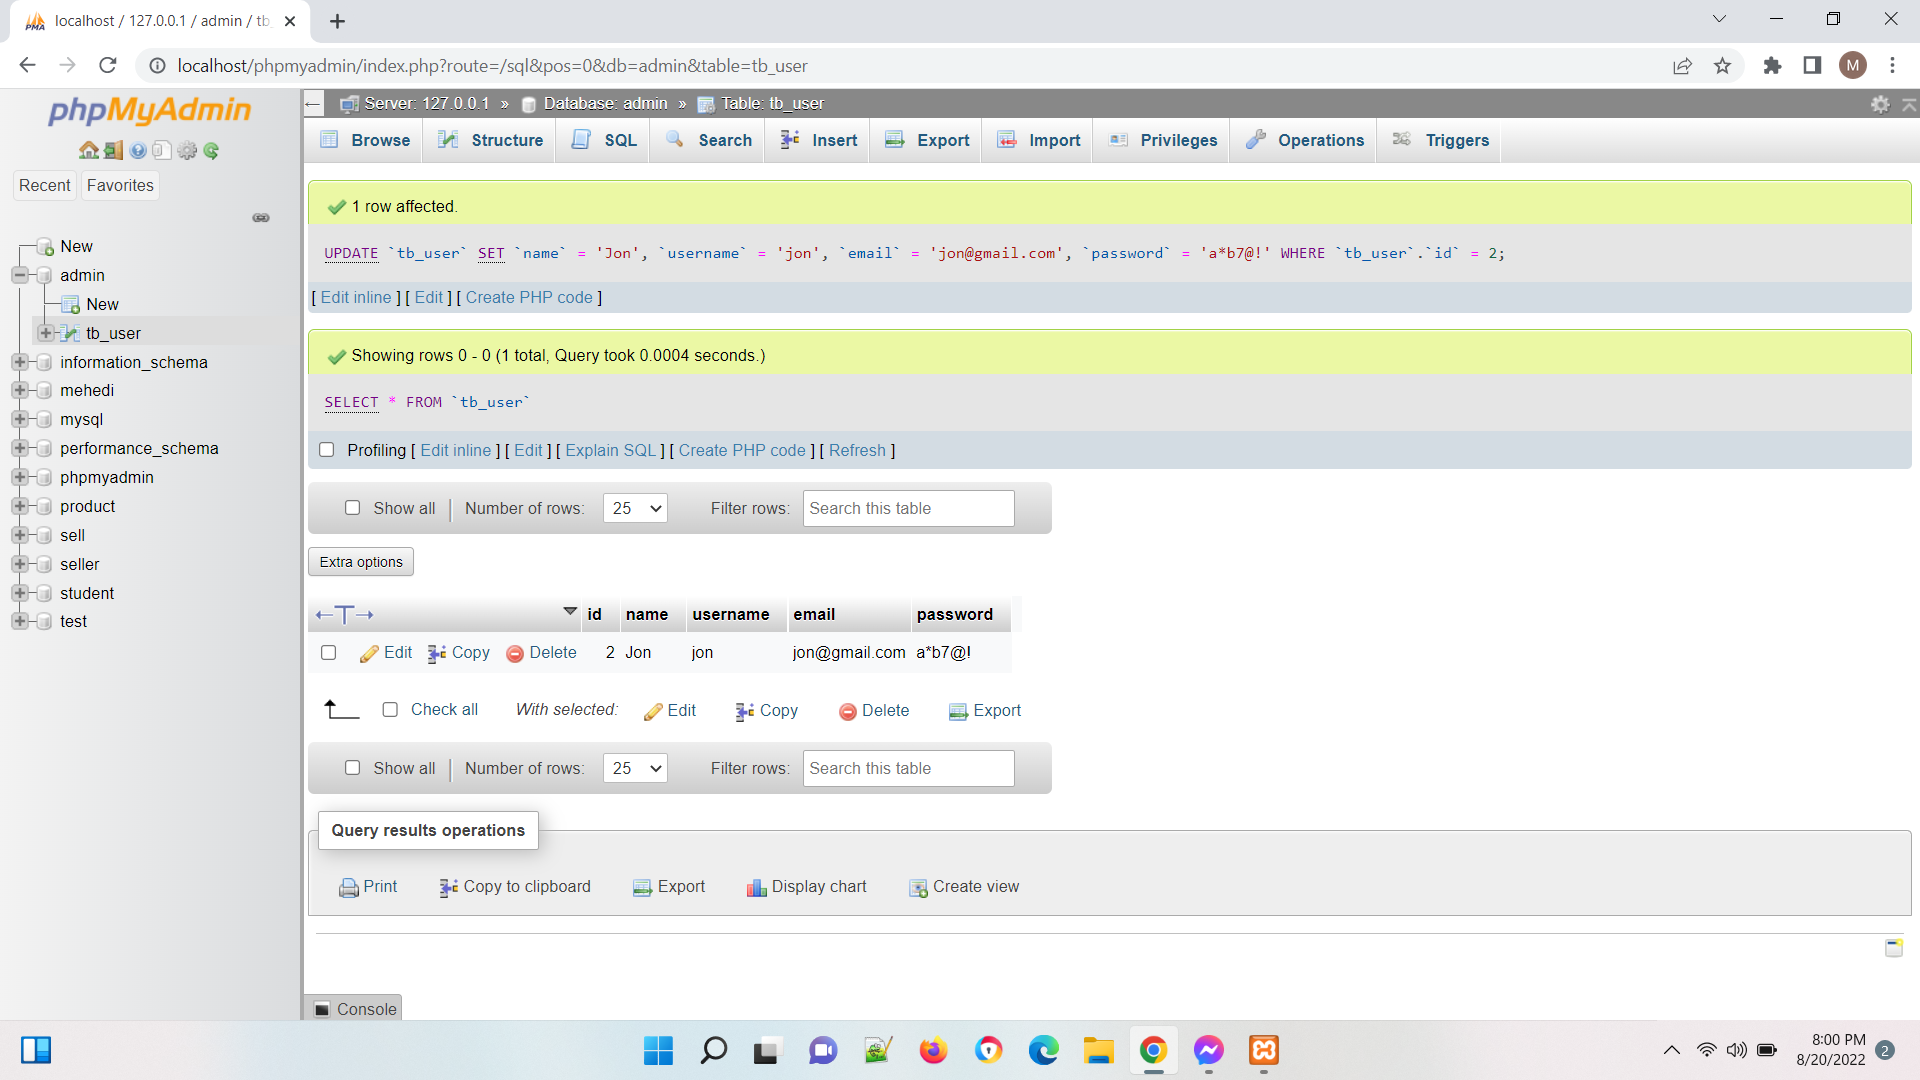 localhost / 127.0.0.1 / admin / tb
localhost/phpmyadmin/index.php?route=/sql&pos=0&db=admin&table=tb_user
M
phpMyAdmin
Recent
Favorites
New
admin
New
tb_user
information_schema
mehedi
mysql
performance_schema
phpmyadmin
product
sell
seller
student
test
Server: 127.0.0.1 » Database: admin » Table: tb_user
Browse Structure SQL Search Insert Export Import Privileges Operations Triggers
1 row affected.
UPDATE `tb_user` SET `name` = 'Jon', `username` = 'jon', `email` = 'jon@gmail.com', `password` = 'a*b7@!' WHERE `tb_user`.`id` = 2;
[ Edit inline ] [ Edit ] [ Create PHP code ]
Showing rows 0 - 0 (1 total, Query took 0.0004 seconds.)
SELECT * FROM `tb_user`
Profiling [ Edit inline ] [ Edit ] [ Explain SQL ] [ Create PHP code ] [ Refresh ]
Show all | Number of rows: 25 Filter rows: Search this table
Extra options
id name username email password
Edit Copy Delete 2 Jon jon jon@gmail.com a*b7@!
Check all With selected: Edit Copy Delete Export
Show all | Number of rows: 25 Filter rows: Search this table
Query results operations
Print Copy to clipboard Export Display chart Create view
Console
8:00 PM
8/20/2022
2